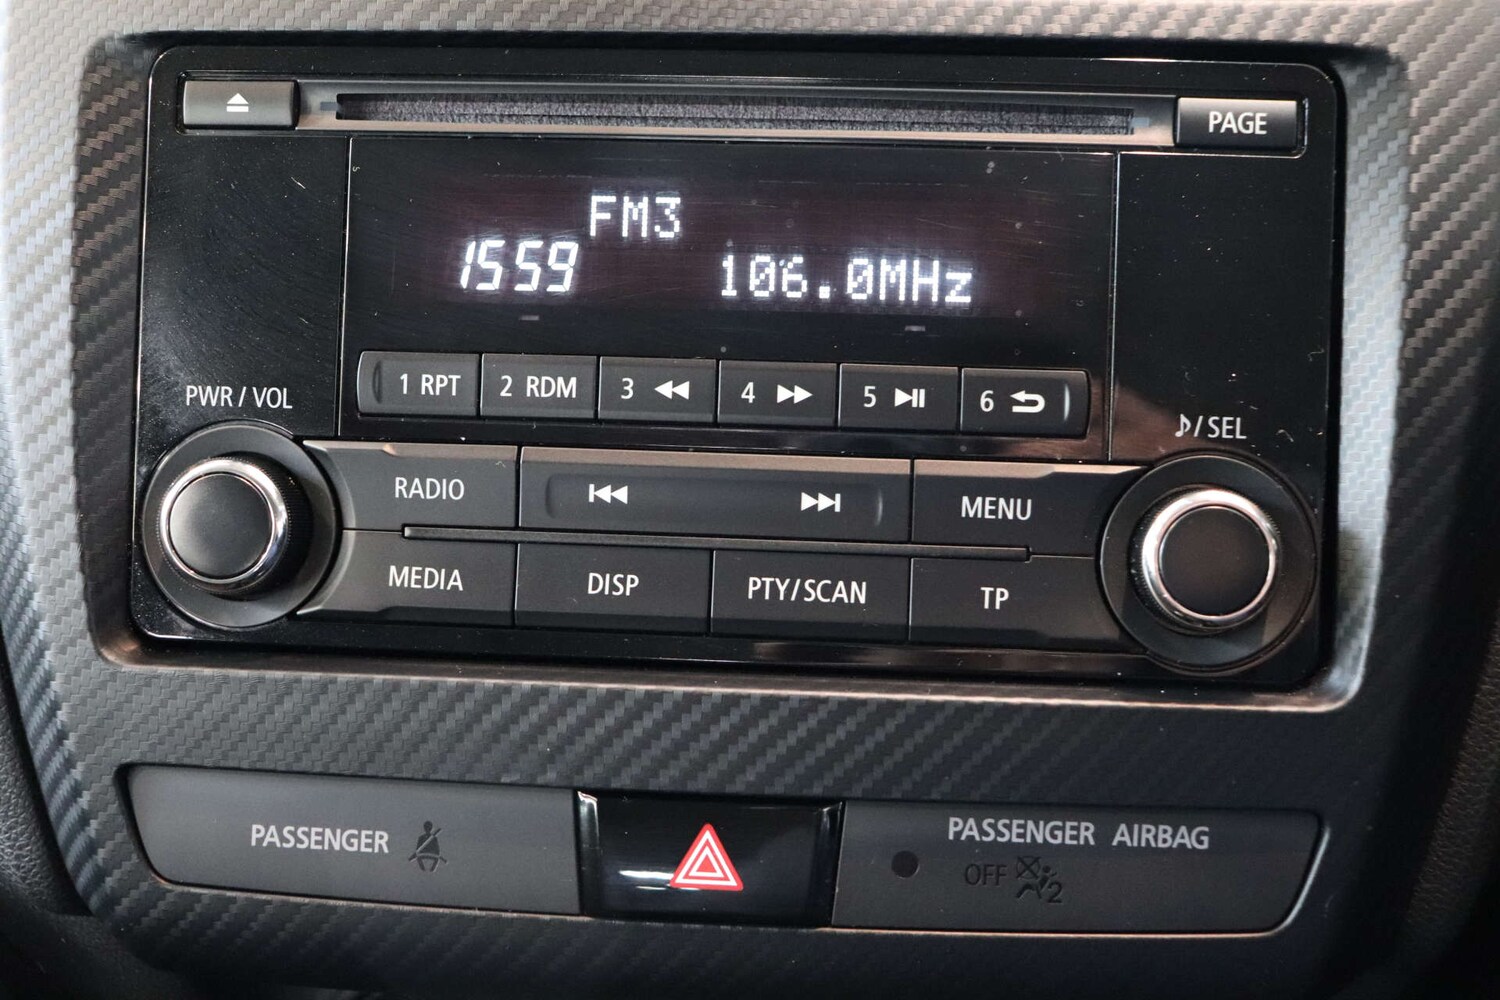 PAGE
FM3
1559 106.0MHz
1 RPT 2 RDM 3 4 5 6
PWR / VOL
♪/SEL
RADIO MENU
MEDIA DISP PTY/SCAN TP
PASSENGER
PASSENGER AIRBAG
OFF 2